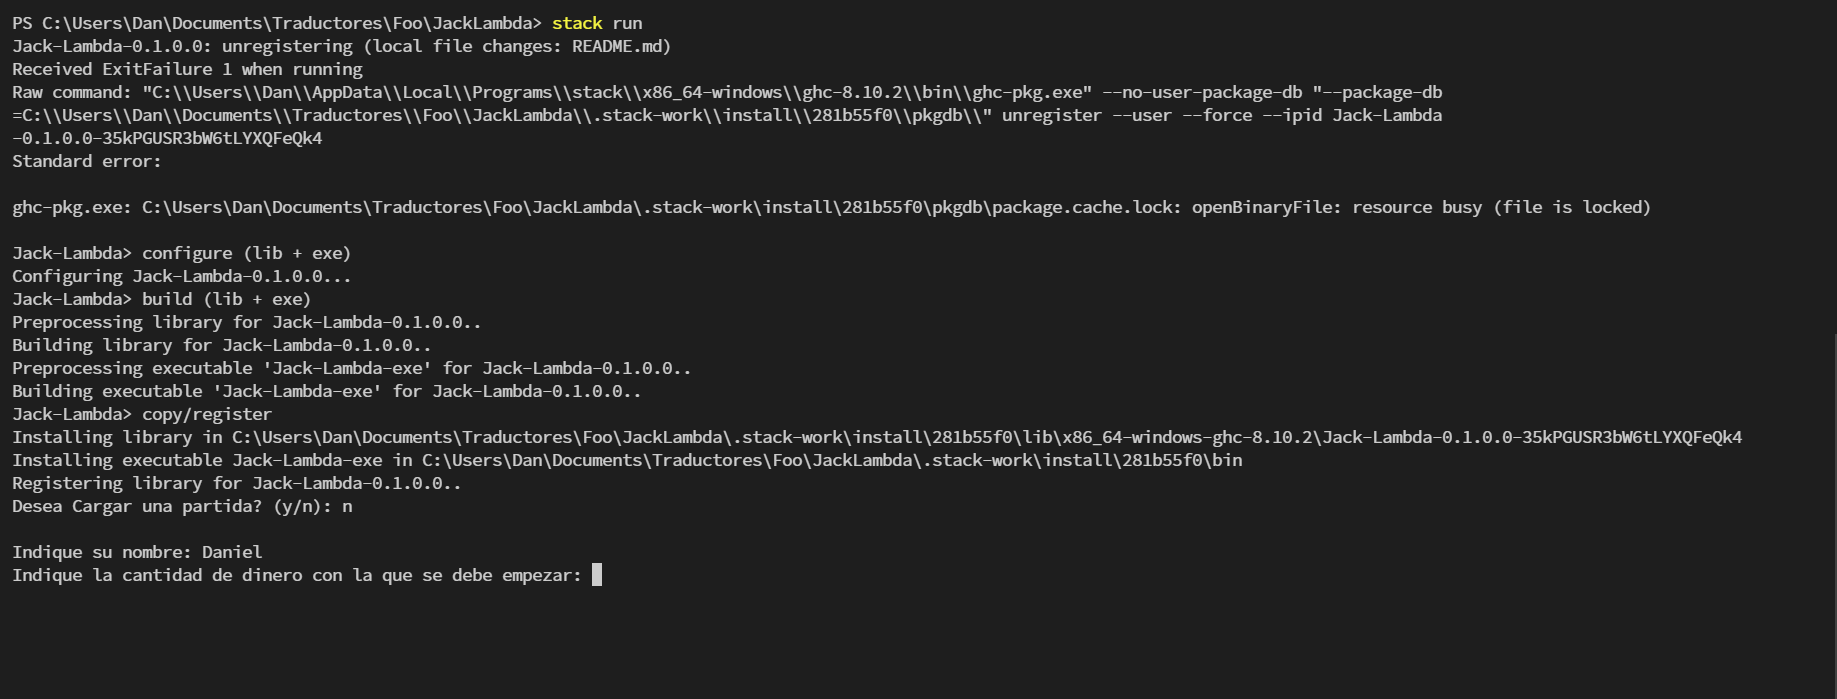 PS C:\Users\Dan\Documents\Traductores\Foo\JackLambda> stack run
Jack-Lambda-0.1.0.0: unregistering (local file changes: README.md)
Received ExitFailure 1 when running
Raw command: "C:\\Users\\Dan\\AppData\\Local\\Programs\\stack\\x86_64-windows\\ghc-8.10.2\\bin\\ghc-pkg.exe" --no-user-package-db "--package-db
=C:\\Users\\Dan\\Documents\\Traductores\\Foo\\JackLambda\\.stack-work\\install\\281b55f0\\pkgdb\\" unregister --user --force --ipid Jack-Lambda
-0.1.0.0-35kPGUSR3bW6tLYXQFeQk4
Standard error:
ghc-pkg.exe: C:\Users\Dan\Documents\Traductores\Foo\JackLambda\.stack-work\install\281b55f0\pkgdb\package.cache.lock: openBinaryFile: resource busy (file is locked)
Jack-Lambda> configure (lib + exe)
Configuring Jack-Lambda-0.1.0.0...
Jack-Lambda> build (lib + exe)
Preprocessing library for Jack-Lambda-0.1.0.0..
Building library for Jack-Lambda-0.1.0.0..
Preprocessing executable 'Jack-Lambda-exe' for Jack-Lambda-0.1.0.0..
Building executable 'Jack-Lambda-exe' for Jack-Lambda-0.1.0.0..
Jack-Lambda> copy/register
Installing library in C:\Users\Dan\Documents\Traductores\Foo\JackLambda\.stack-work\install\281b55f0\lib\x86_64-windows-ghc-8.10.2\Jack-Lambda-0.1.0.0-35kPGUSR3bW6tLYXQFeQk4
Installing executable Jack-Lambda-exe in C:\Users\Dan\Documents\Traductores\Foo\JackLambda\.stack-work\install\281b55f0\bin
Registering library for Jack-Lambda-0.1.0.0..
Desea Cargar una partida? (y/n): n
Indique su nombre: Daniel
Indique la cantidad de dinero con la que se debe empezar: